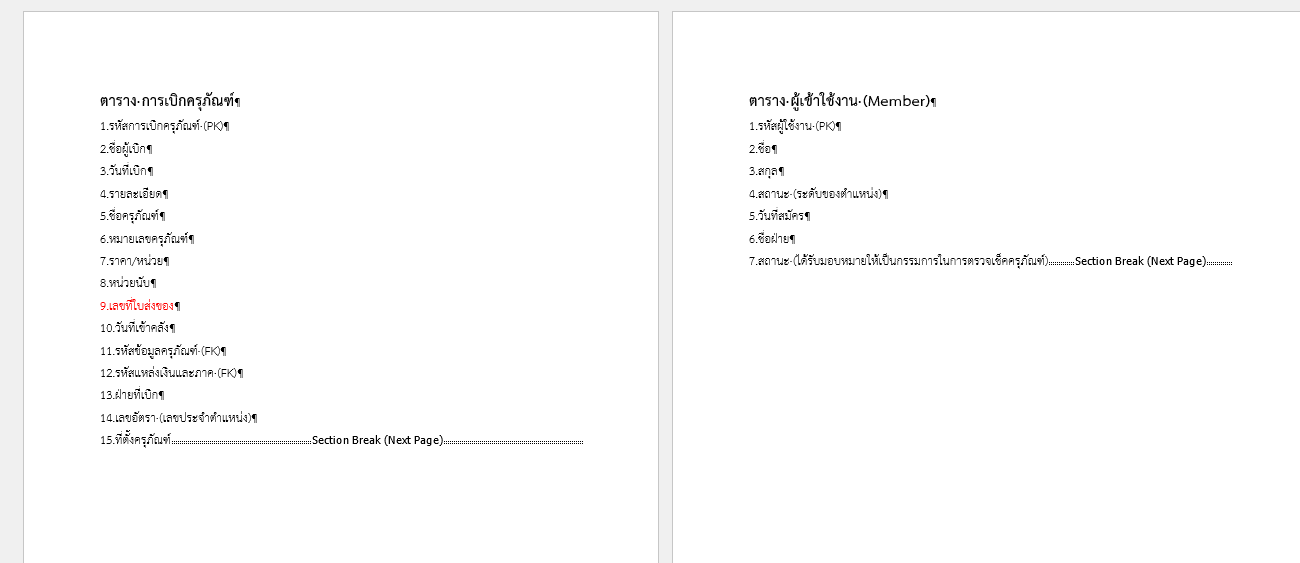 ตาราง·การเบิกครุภัณฑ์¶
1.รหัสการเบิกครุภัณฑ์·(PK)¶
2.ชื่อผู้เบิก¶
3.วันที่เบิก¶
4.รายละเอียด¶
5.ชื่อครุภัณฑ์¶
6.หมายเลขครุภัณฑ์¶
7.ราคา/หน่วย¶
8.หน่วยนับ¶
9.เลขที่ใบส่งของ¶
10.วันที่เข้าคลัง¶
11.รหัสข้อมูลครุภัณฑ์·(FK)¶
12.รหัสแหล่งเงินและภาค·(FK)¶
13.ฝ่ายที่เบิก¶
14.เลขอัตรา·(เลขประจำตำแหน่ง)¶
15.ที่ตั้งครุภัณฑ์ Section Break (Next Page)
ตาราง·ผู้เข้าใช้งาน·(Member)¶
1.รหัสผู้ใช้งาน·(PK)¶
2.ชื่อ¶
3.สกุล¶
4.สถานะ·(ระดับของตำแหน่ง)¶
5.วันที่สมัคร¶
6.ชื่อฝ่าย¶
7.สถานะ·(ได้รับมอบหมายให้เป็นกรรมการในการตรวจเช็คครุภัณฑ์) Section Break (Next Page)